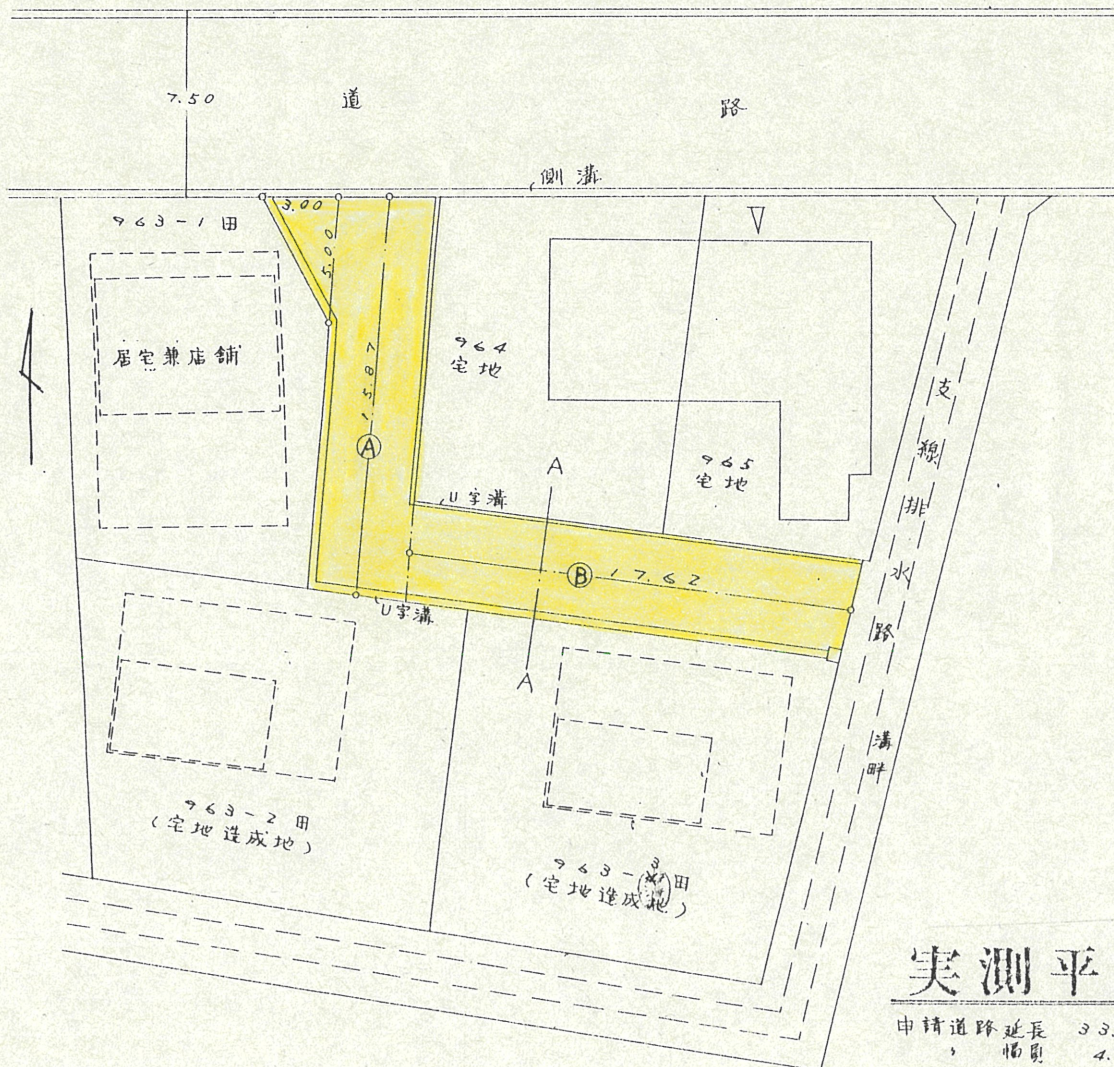 7.50
道 路
側溝
3.00
963-1 田
5.00
居宅兼店舗
15.87
964
宅地
A
965
宅地
A
U字溝
B 17.62
U字溝
A
支線排水路
溝畔
963-2 田
(宅地造成地)
963-3 田
(宅地造成地)
実測平
申請道路延長 33.
〃 幅員 4.